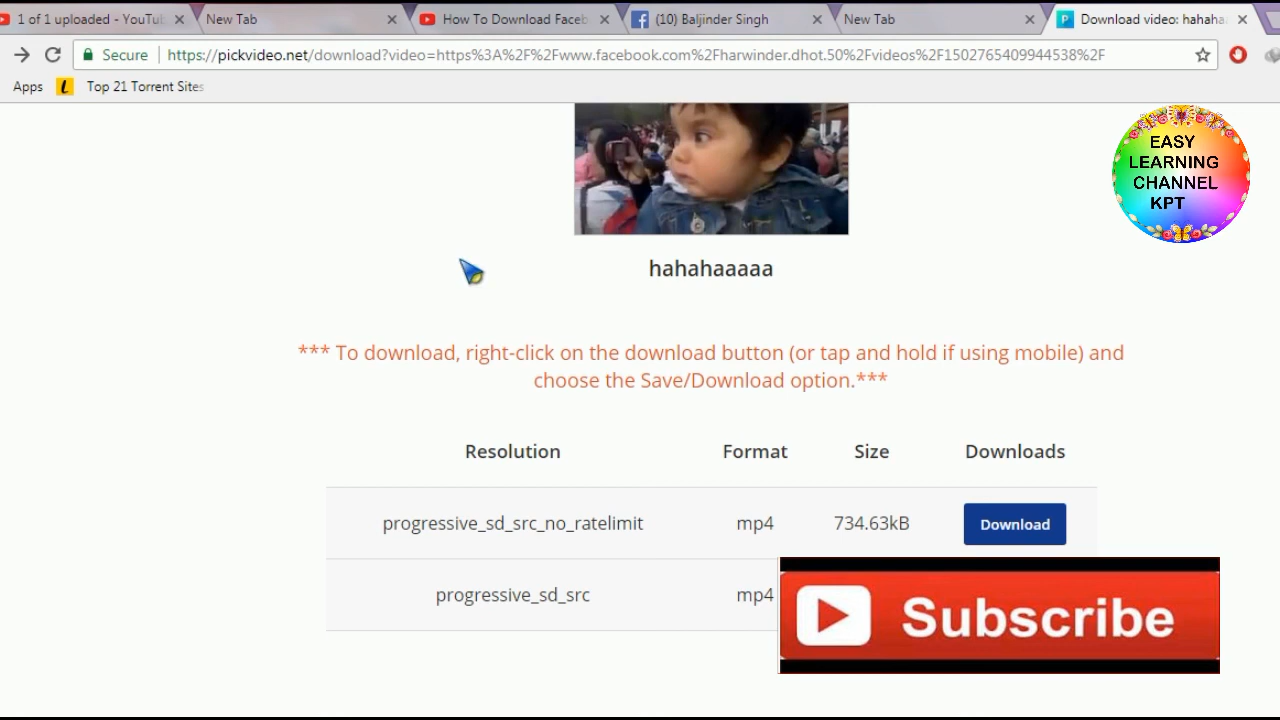 1 of 1 uploaded - YouTu
New Tab
How To Download Faceb
(10) Baljinder Singh
New Tab
Download video: hahaha
Secure
https://pickvideo.net/download?video=https%3A%2F%2Fwww.facebook.com%2Fharwinder.dhot.50%2Fvideos%2F1502765409944538%2F
Apps
Top 21 Torrent Sites
EASY
LEARNING
CHANNEL
KPT
hahahaaaaa
*** To download, right-click on the download button (or tap and hold if using mobile) and
choose the Save/Download option.***
Resolution Format Size Downloads
progressive_sd_src_no_ratelimit mp4 734.63kB Download
progressive_sd_src mp4
Subscribe